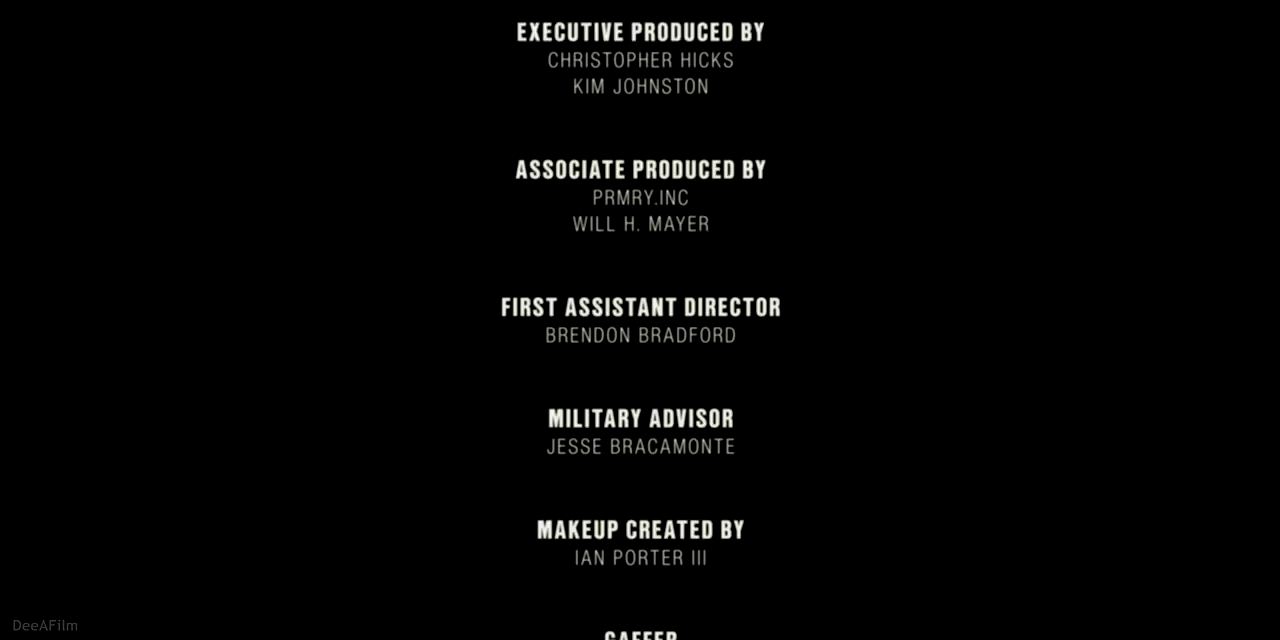 EXECUTIVE PRODUCED BY
CHRISTOPHER HICKS
KIM JOHNSTON
ASSOCIATE PRODUCED BY
PRMRY.INC
WILL H. MAYER
FIRST ASSISTANT DIRECTOR
BRENDON BRADFORD
MILITARY ADVISOR
JESSE BRACAMONTE
MAKEUP CREATED BY
IAN PORTER III
DeeAFilm
GAFFER